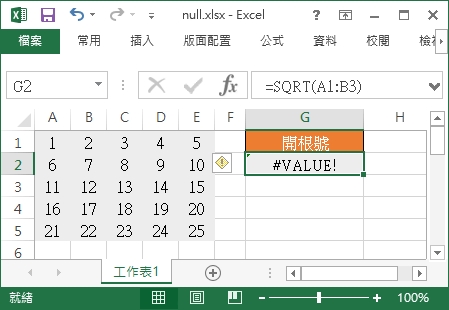 null.xlsx - Excel
檔案 常用 插入 版面配置 公式 資料 校閱
G2 fx =SQRT(A1:B3)
A B C D E F G H
1 1 2 3 4 5 開根號
2 6 7 8 9 10 #VALUE!
3 11 12 13 14 15
4 16 17 18 19 20
5 21 22 23 24 25
6
工作表1
就緒 100%